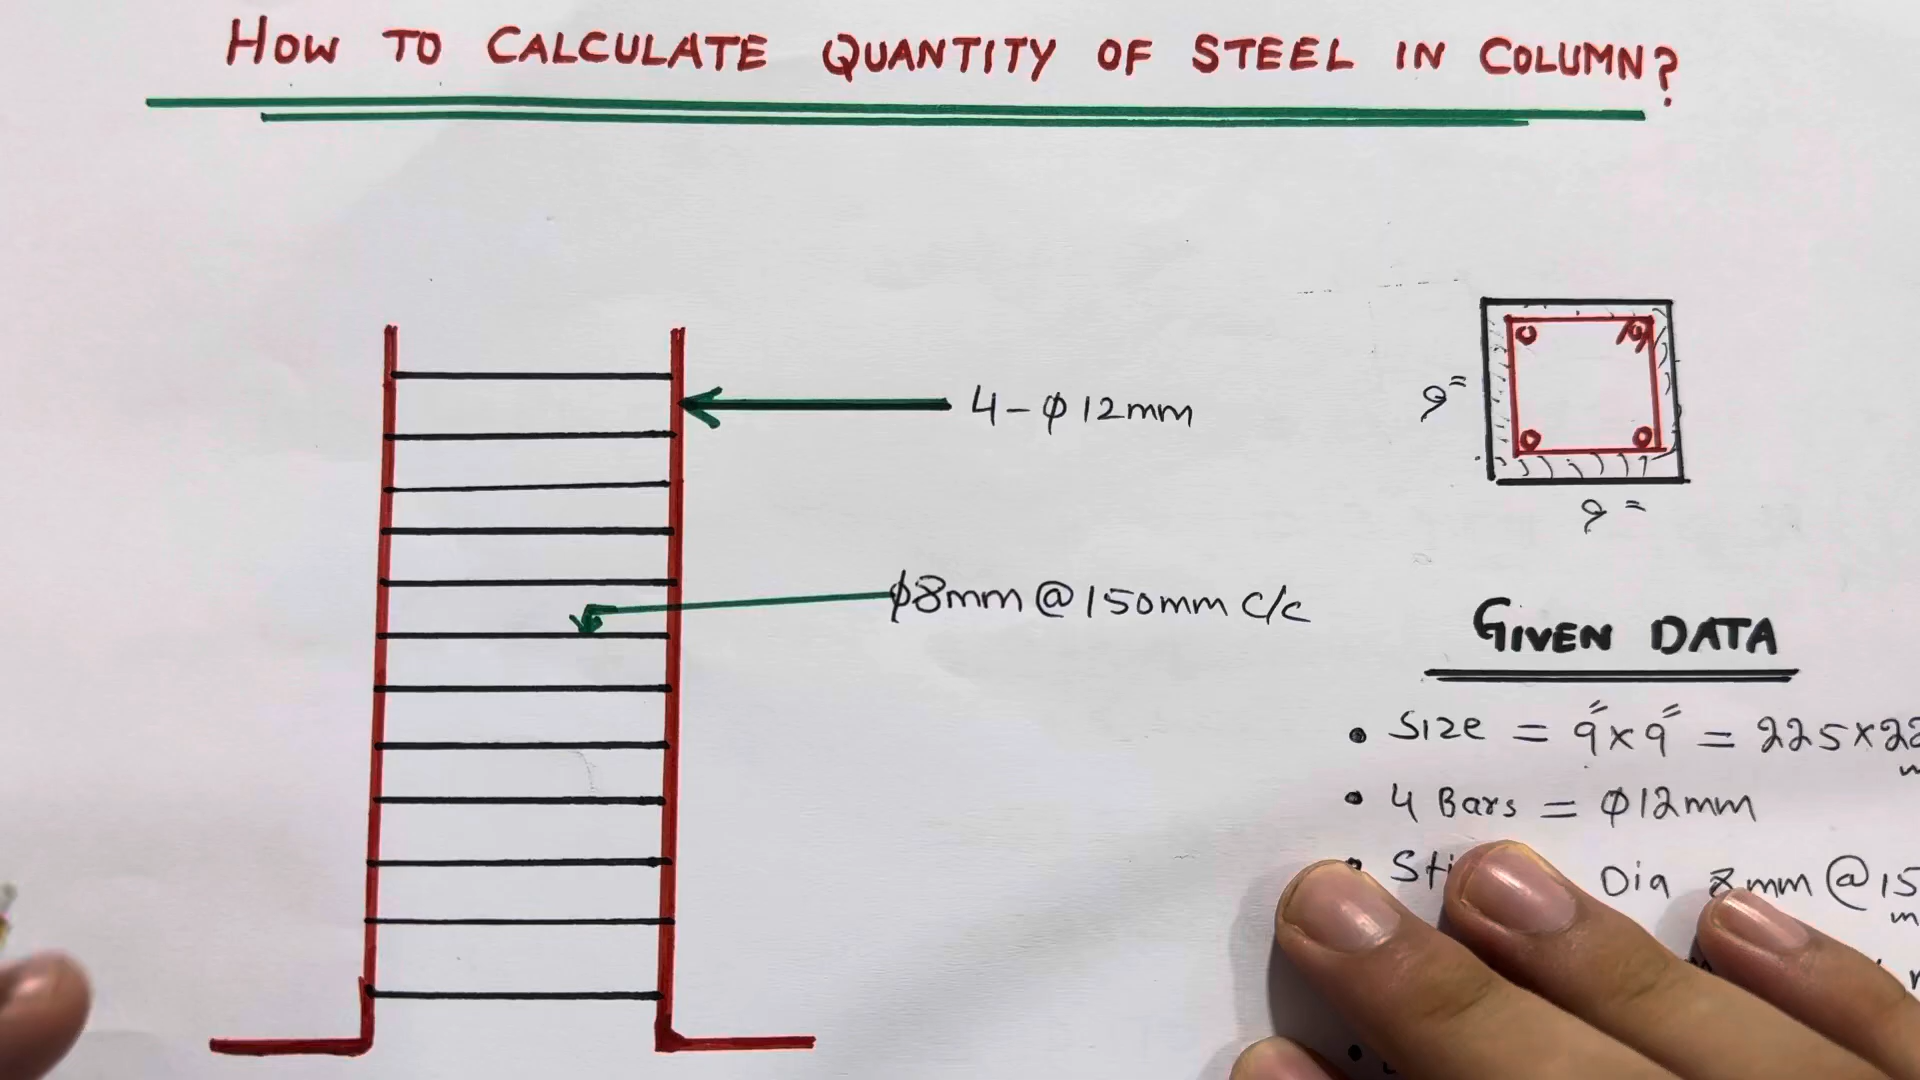 HOW TO CALCULATE QUANTITY OF STEEL IN COLUMN?
4-φ12mm
9"
9"
φ8mm@150mm c/c
GIVEN DATA
• Size = 9"x9" = 225x22
• 4 Bars = φ12mm
• Dia 8mm@15